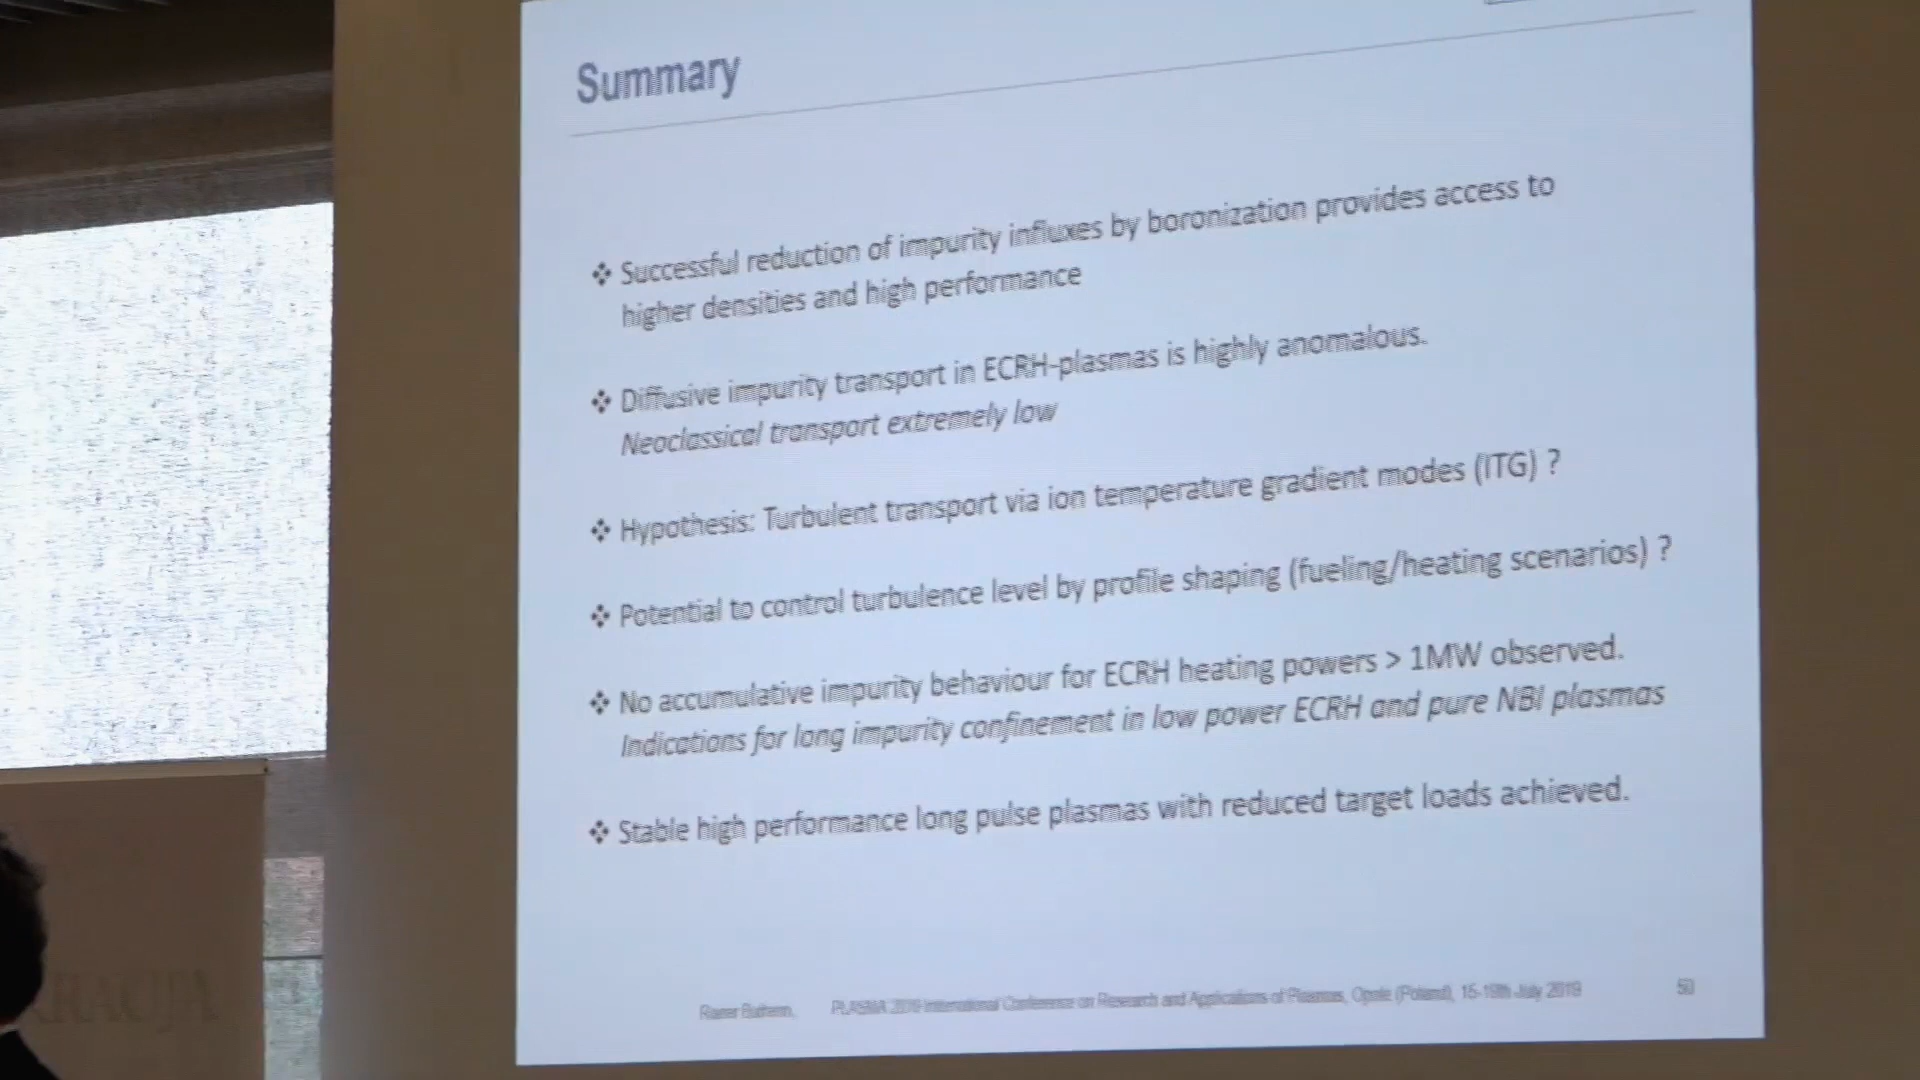 Summary
❖ Successful reduction of impurity influxes by boronization provides access to
higher densities and high performance
❖ Diffusive impurity transport in ECRH-plasmas is highly anomalous.
Neoclassical transport extremely low
❖ Hypothesis: Turbulent transport via ion temperature gradient modes (ITG) ?
❖ Potential to control turbulence level by profile shaping (fueling/heating scenarios) ?
❖ No accumulative impurity behaviour for ECRH heating powers > 1MW observed.
Indications for long impurity confinement in low power ECRH and pure NBI plasmas
❖ Stable high performance long pulse plasmas with reduced target loads achieved.
PLASMA 2019 International Conference on Research and Applications of Plasmas, Opole (Poland), 15-19th July 2019
50